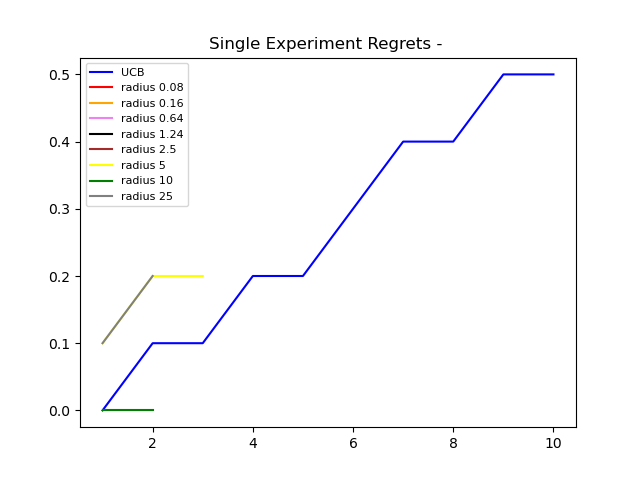 Single Experiment Regrets -
UCB
radius 0.08
radius 0.16
radius 0.64
radius 1.24
radius 2.5
radius 5
radius 10
radius 25
0.5
0.4
0.3
0.2
0.1
0.0
2
4
6
8
10